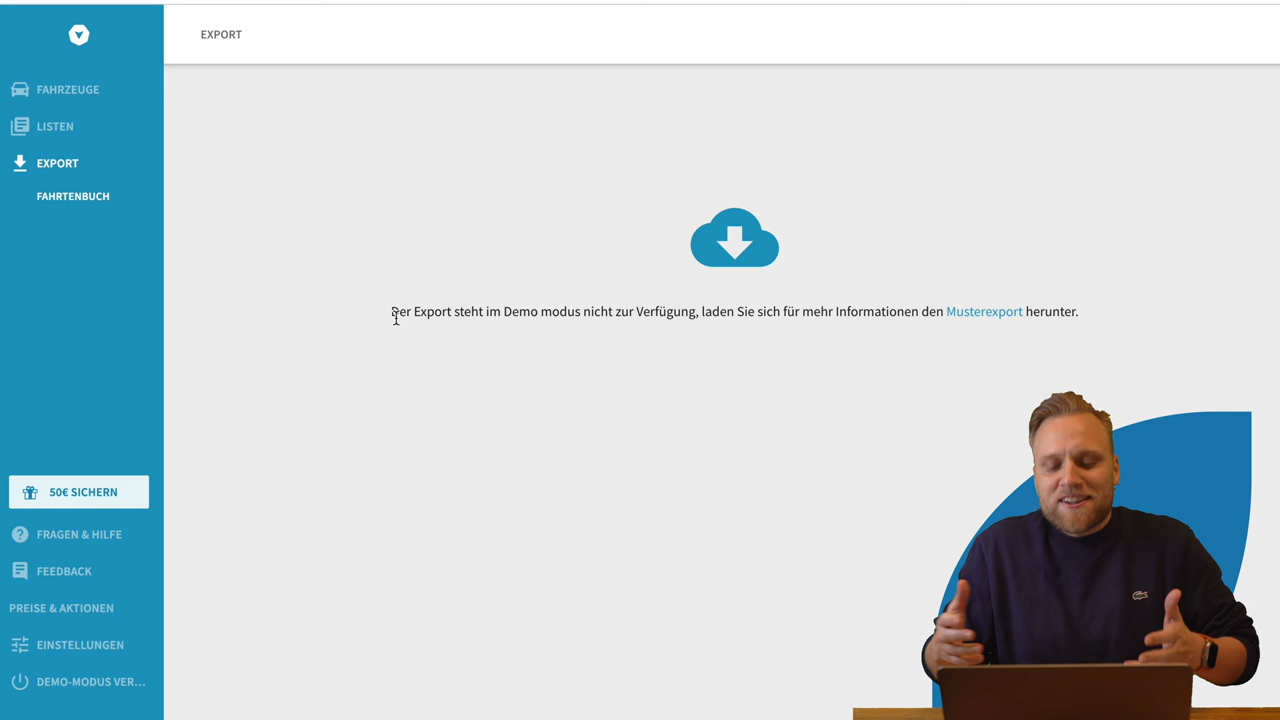 EXPORT
FAHRZEUGE
LISTEN
EXPORT
FAHRTENBUCH
Der Export steht im Demo modus nicht zur Verfügung, laden Sie sich für mehr Informationen den Musterexport herunter.
50€ SICHERN
FRAGEN & HILFE
FEEDBACK
PREISE & AKTIONEN
EINSTELLUNGEN
DEMO-MODUS VER...